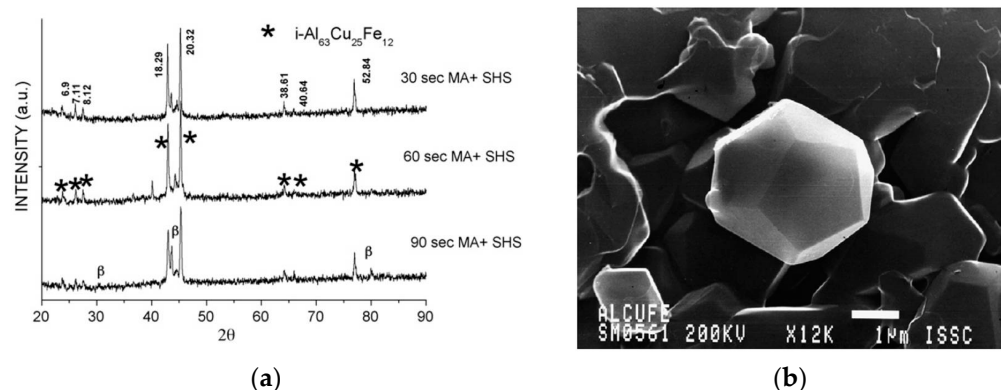 * i-Al63Cu25Fe12
INTENSITY (a.u.)
6.9
7.11
8.12
18.29
20.32
38.61
40.64
52.84
30 sec MA+ SHS
* *
60 sec MA+ SHS
* * * * * *
β
β
90 sec MA+ SHS
β
20 30 40 50 60 70 80 90
2θ
(a)
ALCUFE
SM0561 200KV X12K 1µm ISSC
(b)